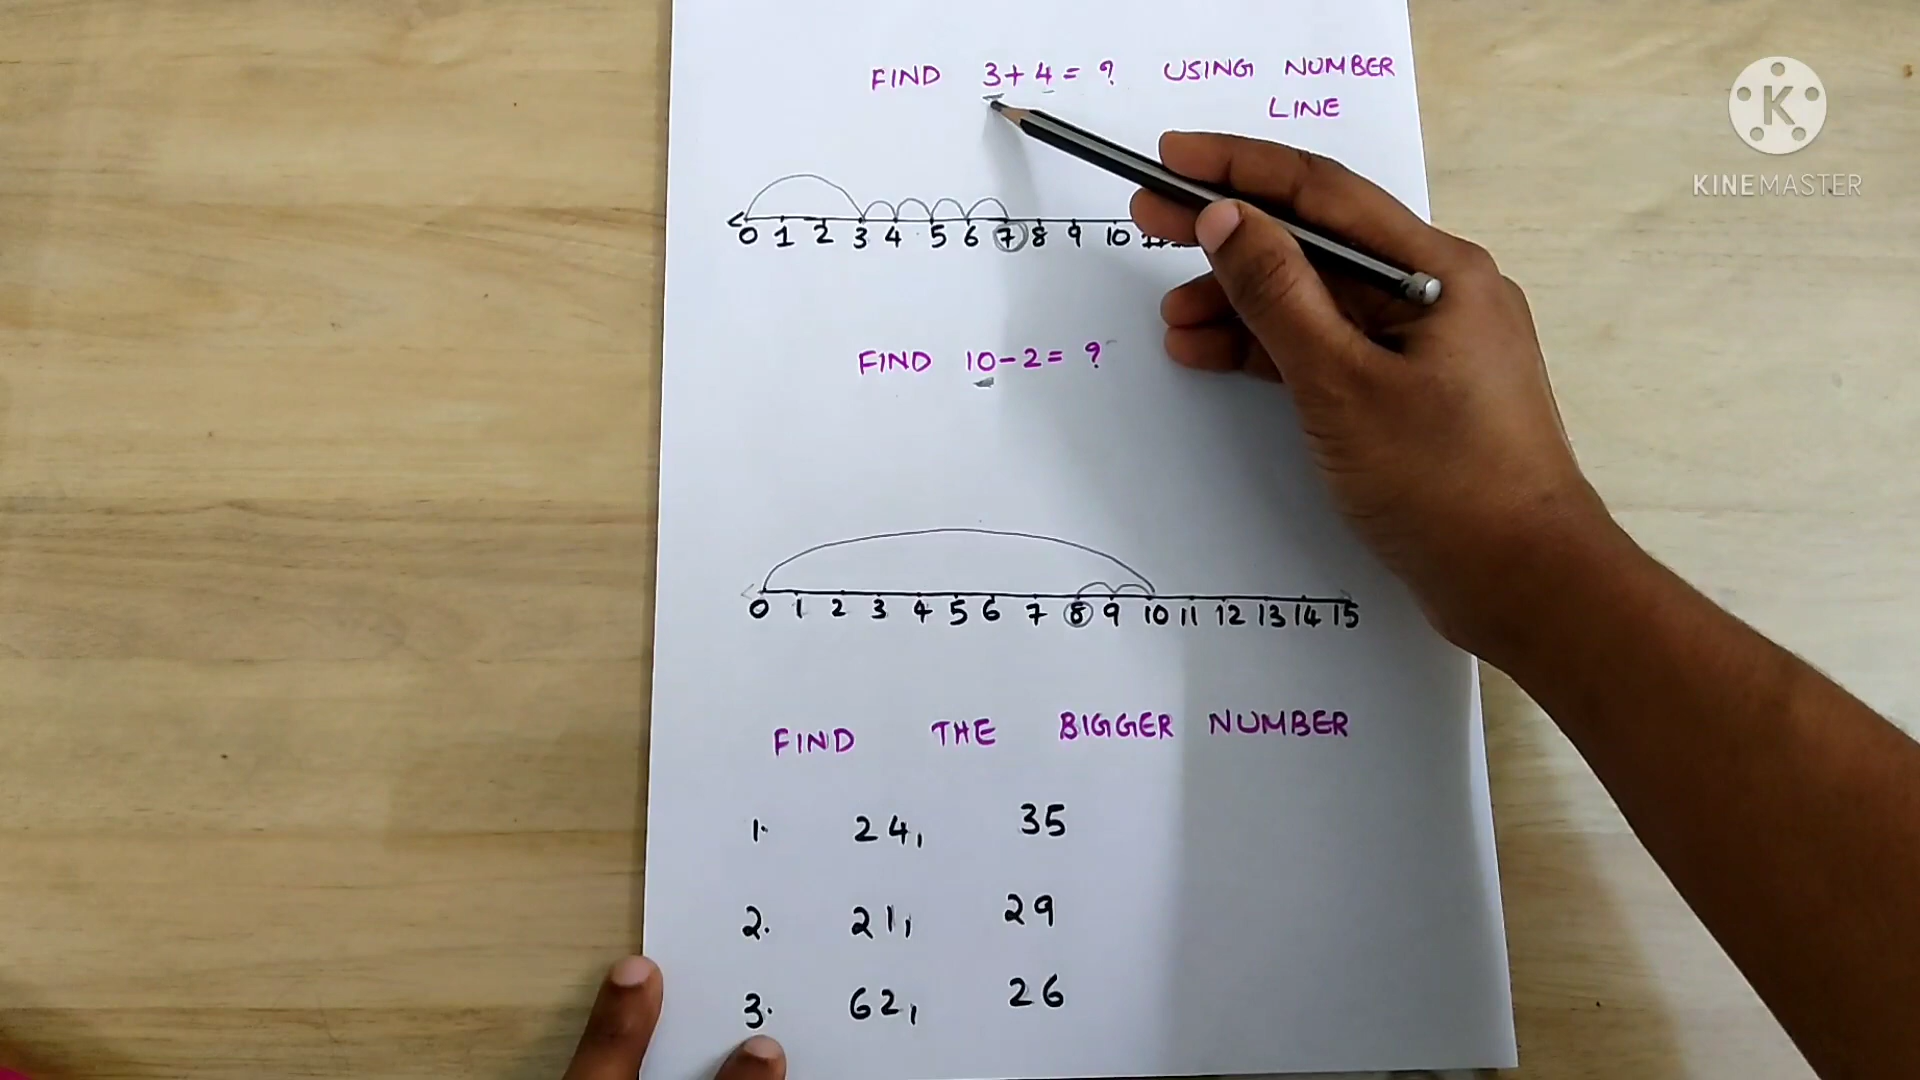 FIND 3+4=? USING NUMBER
LINE
K
KINEMASTER
0 1 2 3 4 5 6 7 8 9 10
FIND 10-2=?
0 1 2 3 4 5 6 7 8 9 10 11 12 13 14 15
FIND THE BIGGER NUMBER
1. 24, 35
2. 21, 29
3. 62, 26